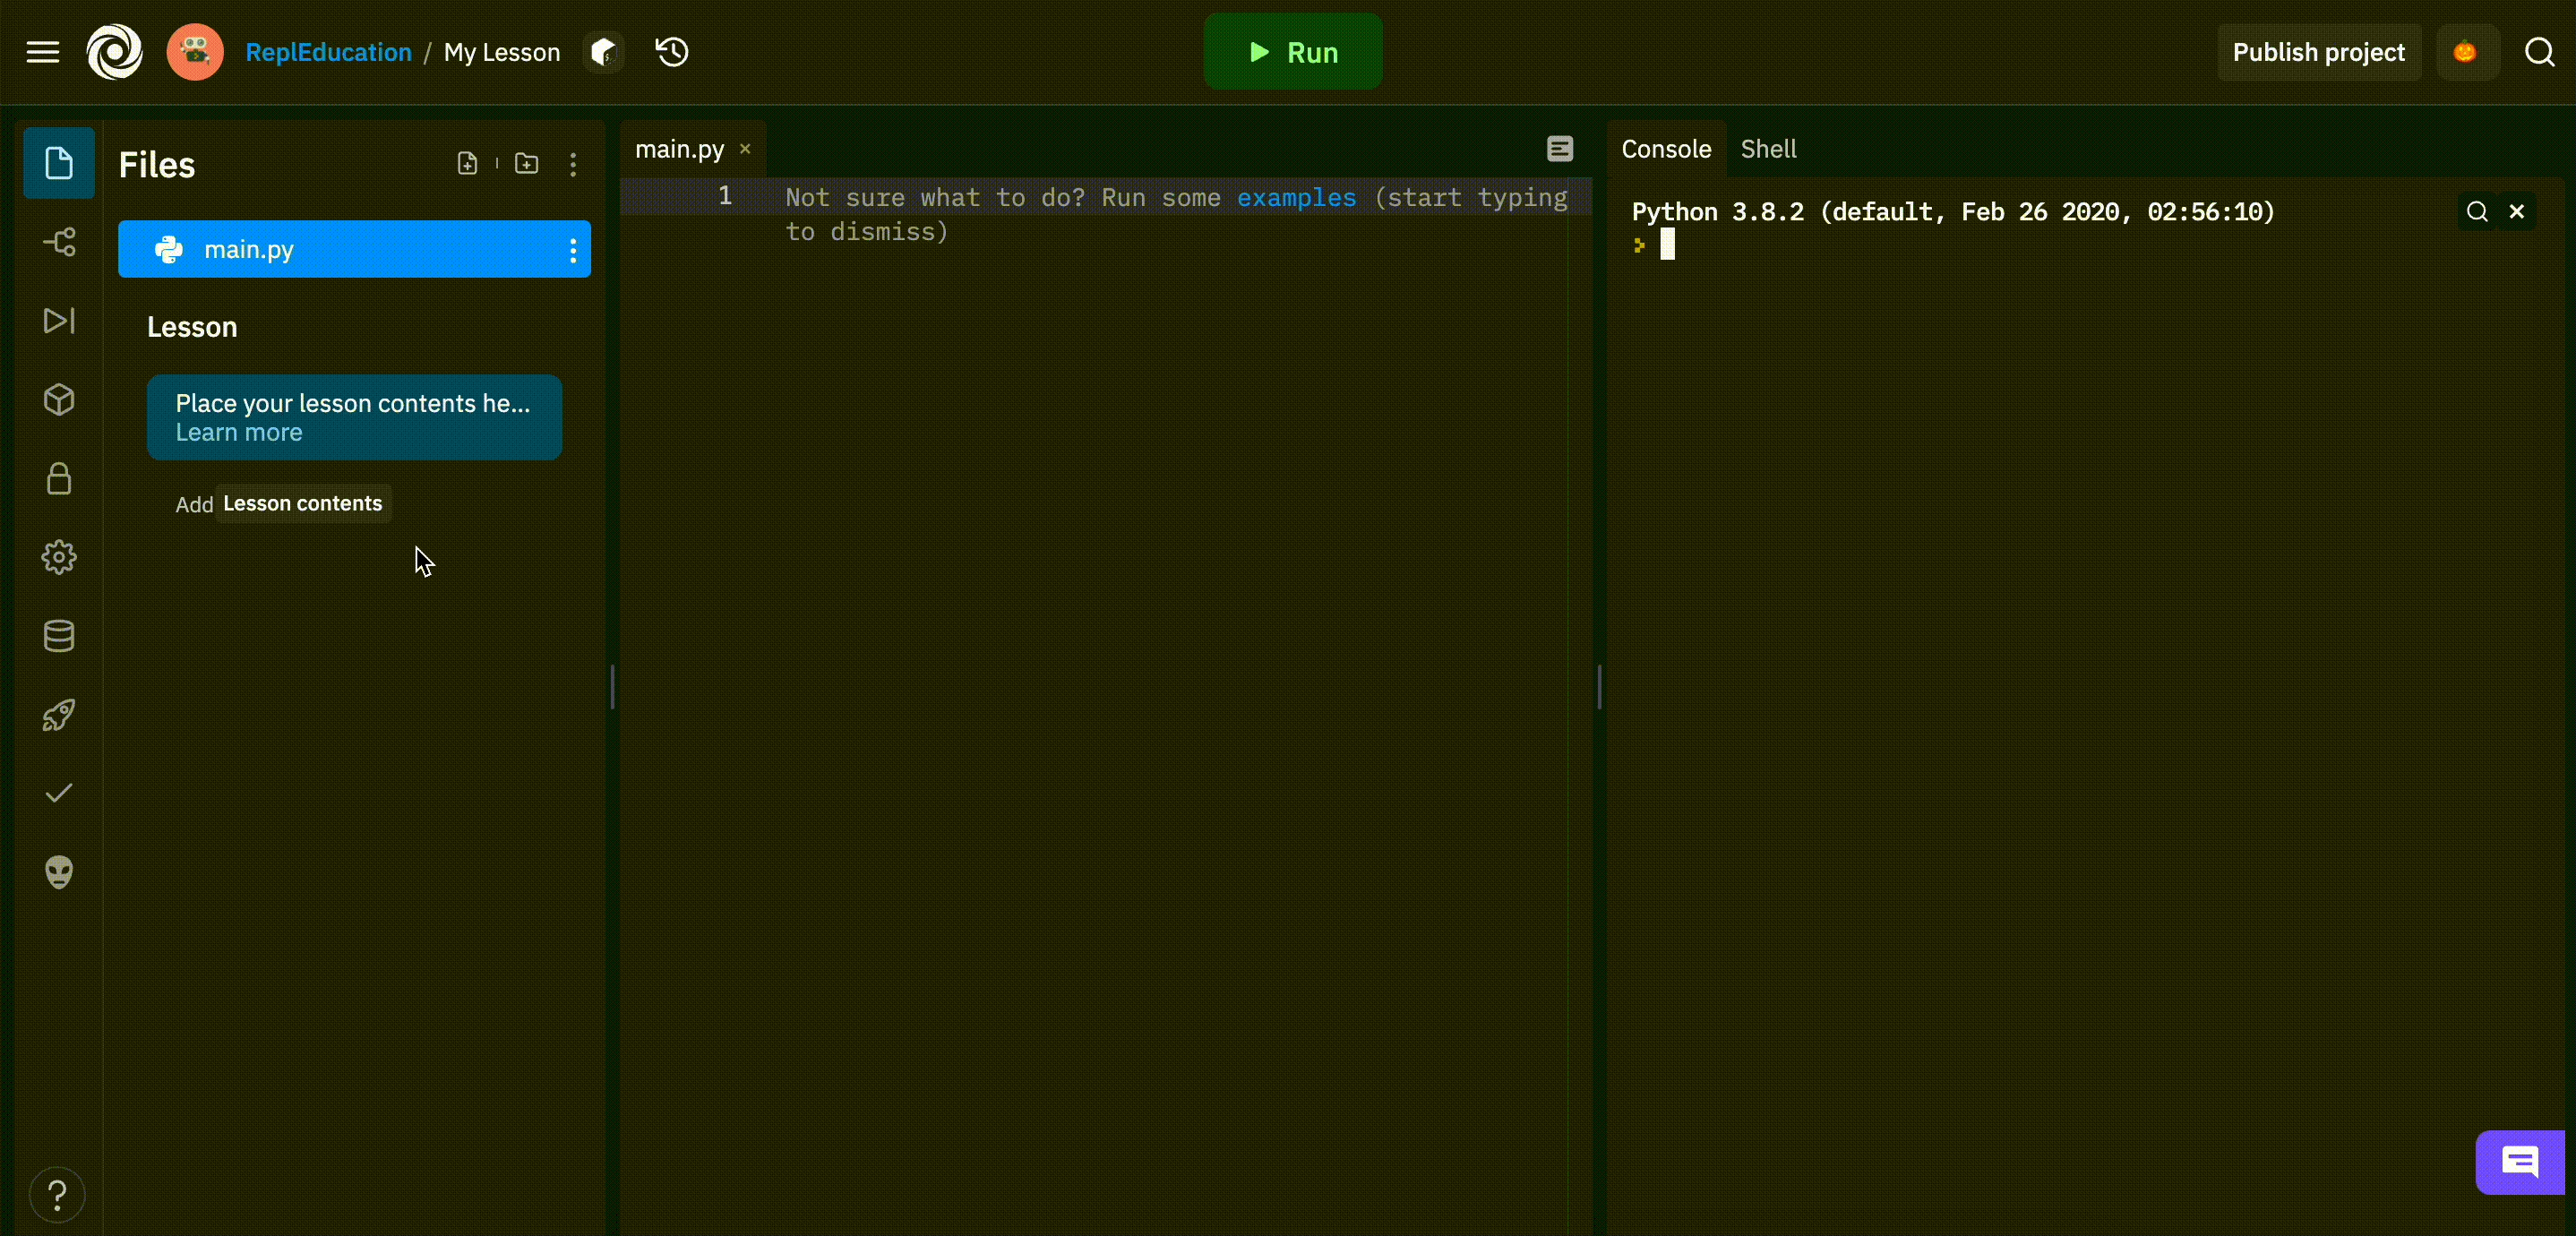 ReplEducation / My Lesson
Run
Publish project
Files
main.py
Lesson
Place your lesson contents he...
Learn more
Add Lesson contents
?
main.py ×
1 Not sure what to do? Run some examples (start typing
to dismiss)
Console Shell
Python 3.8.2 (default, Feb 26 2020, 02:56:10)